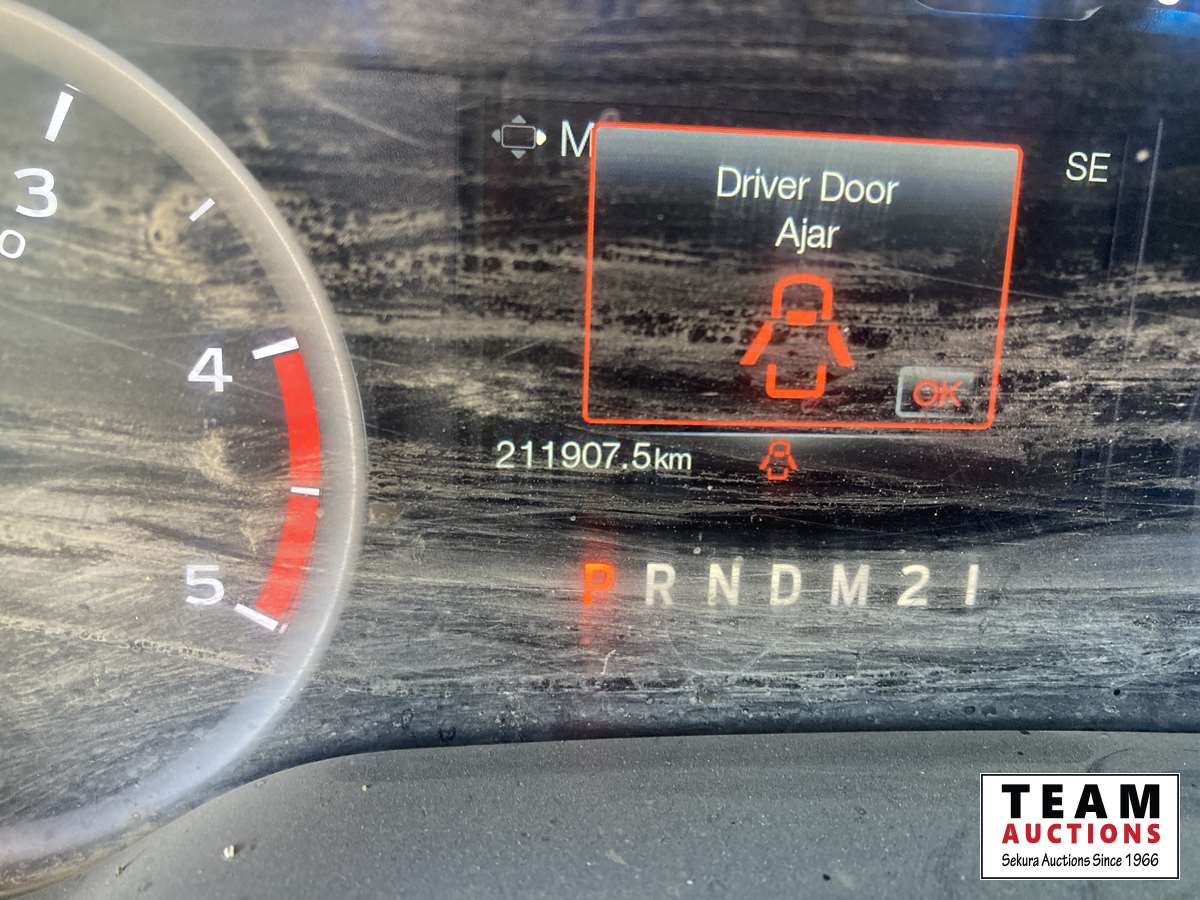 3
4
5
M
SE
Driver Door
Ajar
OK
211907.5km
P R N D M 2 1
TEAM
AUCTIONS
Sekura Auctions Since 1966